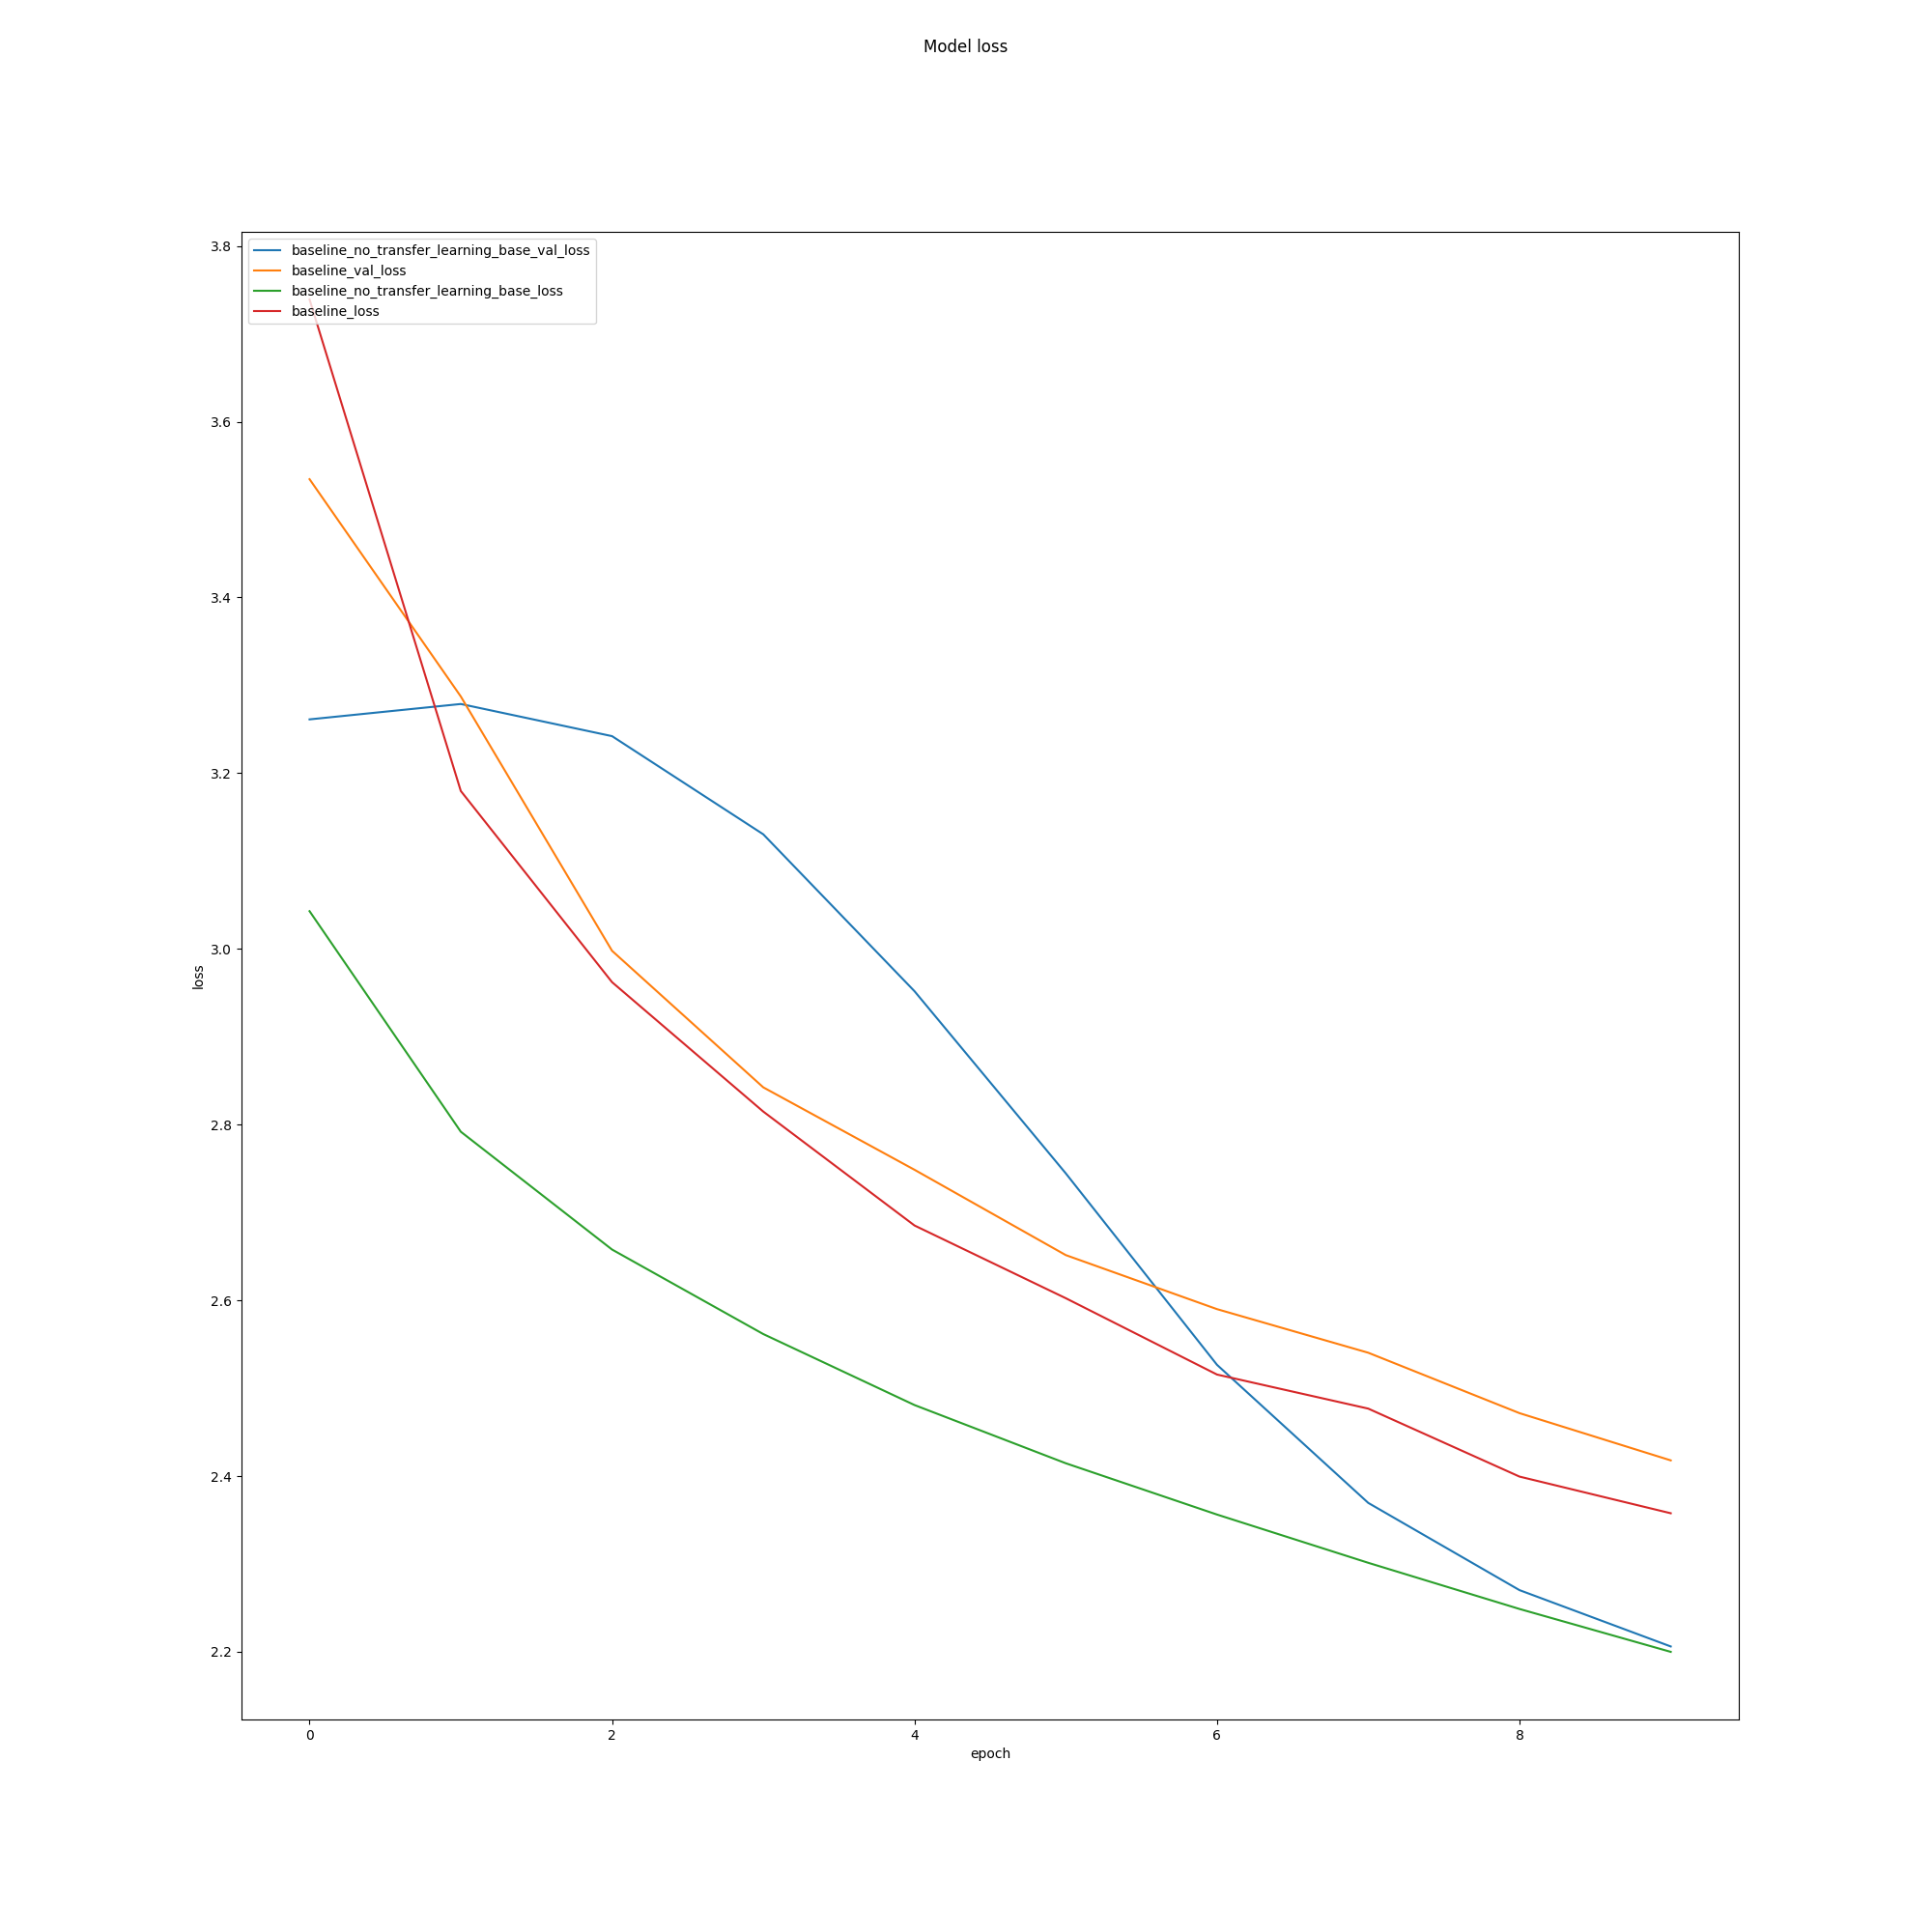 Model loss
baseline_no_transfer_learning_base_val_loss
baseline_val_loss
baseline_no_transfer_learning_base_loss
baseline_loss
3.8
3.6
3.4
3.2
3.0
2.8
2.6
2.4
2.2
loss
0 2 4 6 8
epoch